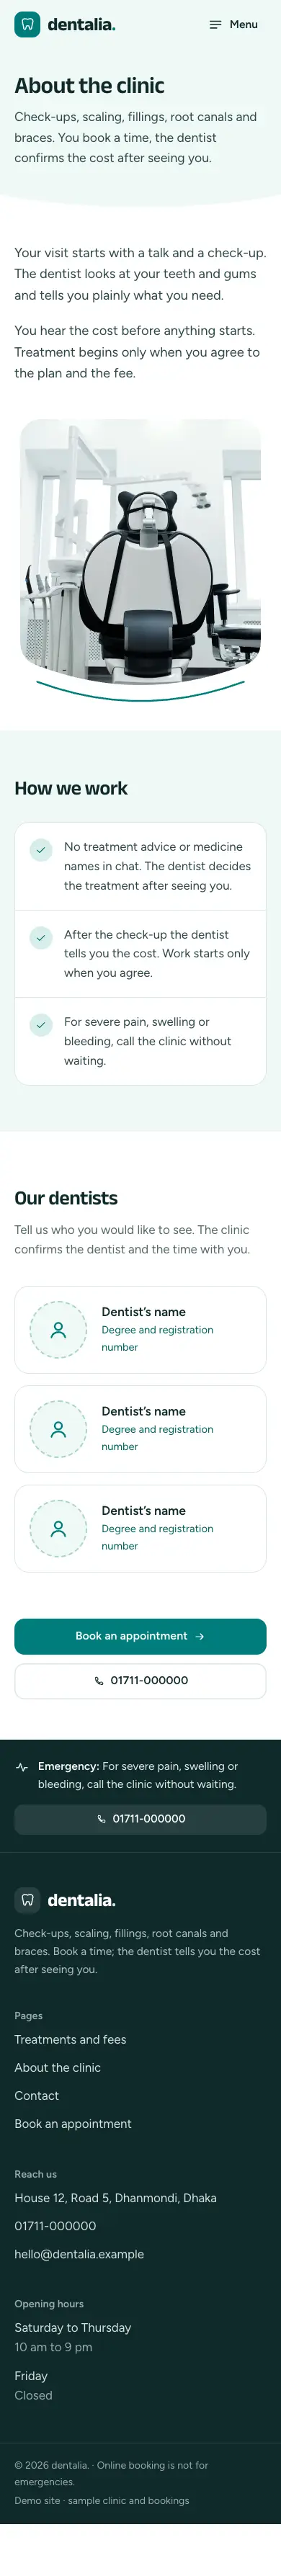 dentalia.
Menu
About the clinic
Check-ups, scaling, fillings, root canals and
braces. You book a time, the dentist
confirms the cost after seeing you.
Your visit starts with a talk and a check-up.
The dentist looks at your teeth and gums
and tells you plainly what you need.
You hear the cost before anything starts.
Treatment begins only when you agree to
the plan and the fee.
How we work
No treatment advice or medicine
names in chat. The dentist decides
the treatment after seeing you.
After the check-up the dentist
tells you the cost. Work starts only
when you agree.
For severe pain, swelling or
bleeding, call the clinic without
waiting.
Our dentists
Tell us who you would like to see. The clinic
confirms the dentist and the time with you.
Dentist’s name
Degree and registration
number
Dentist’s name
Degree and registration
number
Dentist’s name
Degree and registration
number
Book an appointment →
01711-000000
Emergency: For severe pain, swelling or
bleeding, call the clinic without waiting.
01711-000000
dentalia.
Check-ups, scaling, fillings, root canals and
braces. Book a time; the dentist tells you the cost
after seeing you.
Pages
Treatments and fees
About the clinic
Contact
Book an appointment
Reach us
House 12, Road 5, Dhanmondi, Dhaka
01711-000000
hello@dentalia.example
Opening hours
Saturday to Thursday
10 am to 9 pm
Friday
Closed
© 2026 dentalia. · Online booking is not for
emergencies.
Demo site · sample clinic and bookings